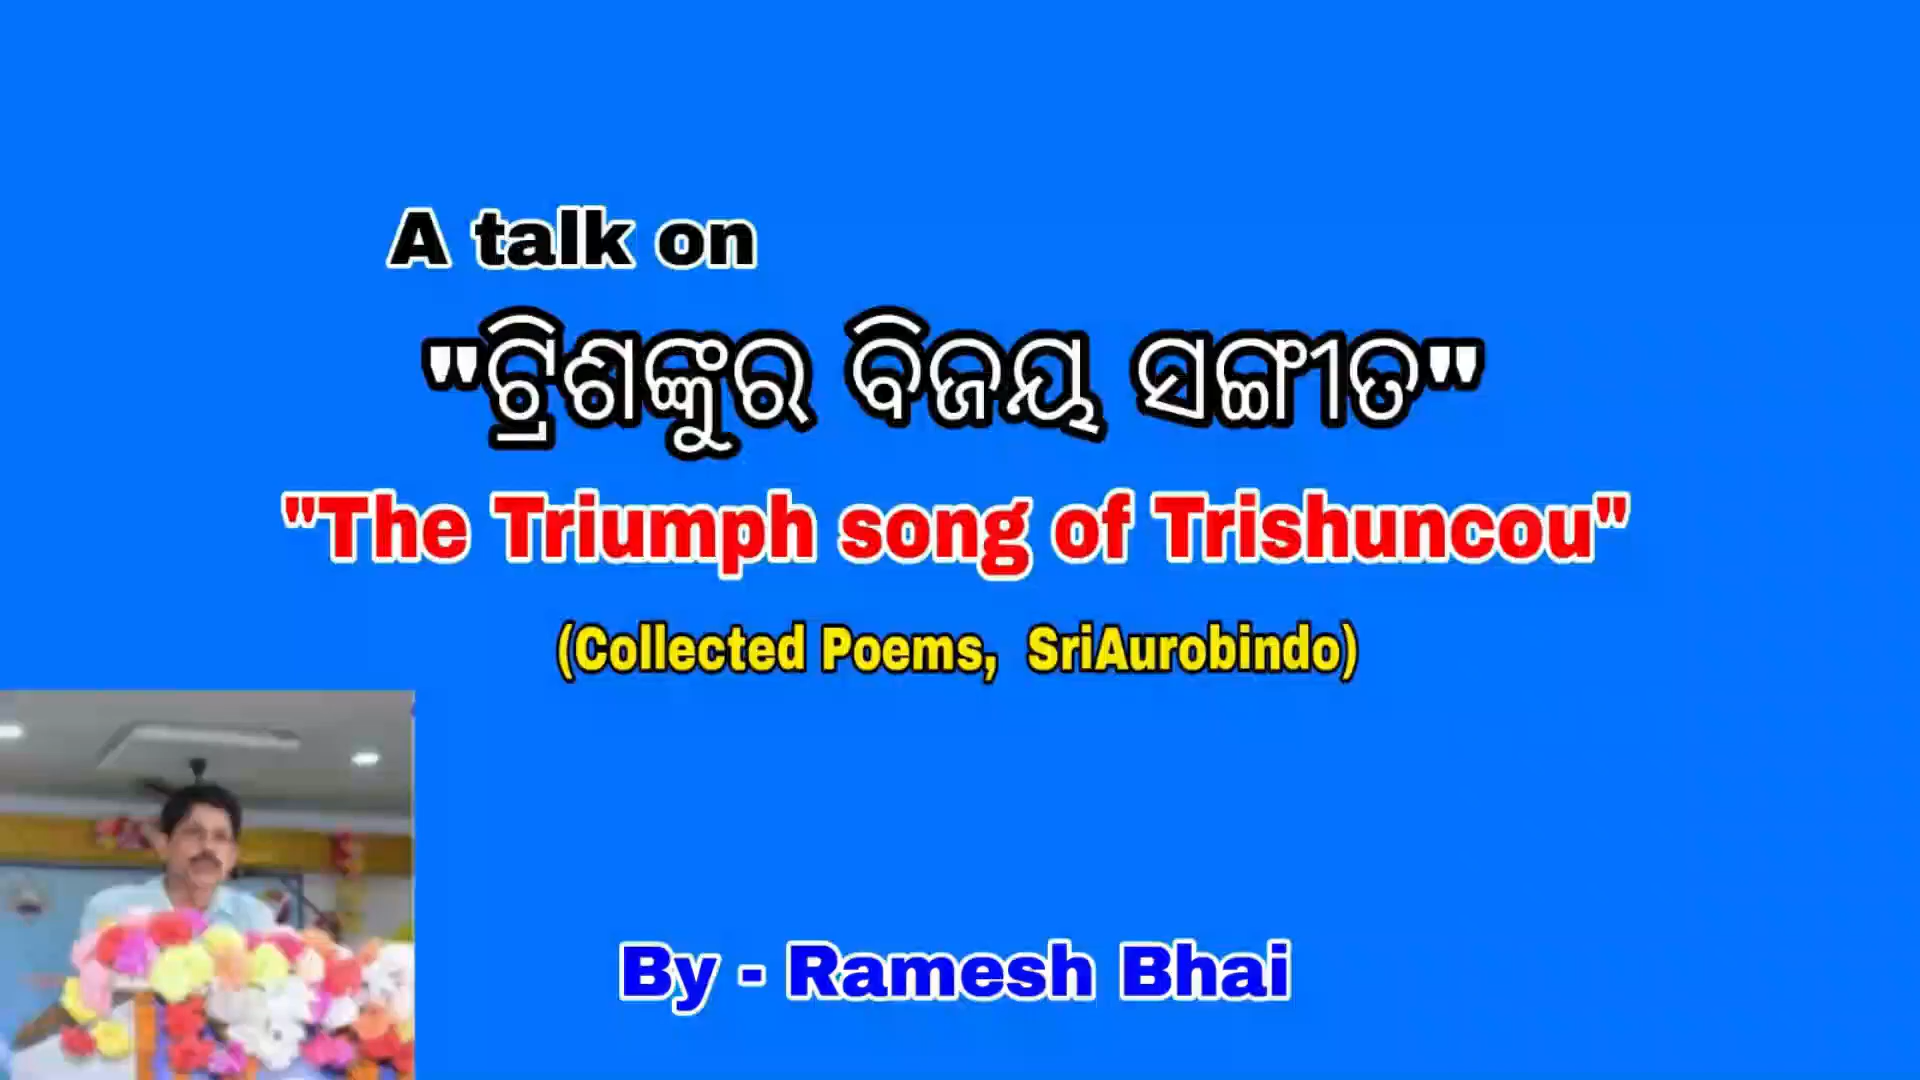 A talk on
"ଟ୍ରିଶଙ୍କୁର ବିଜୟ ସଙ୍ଗୀତ"
"The Triumph song of Trishuncou"
(Collected Poems, SriAurobindo)
By - Ramesh Bhai